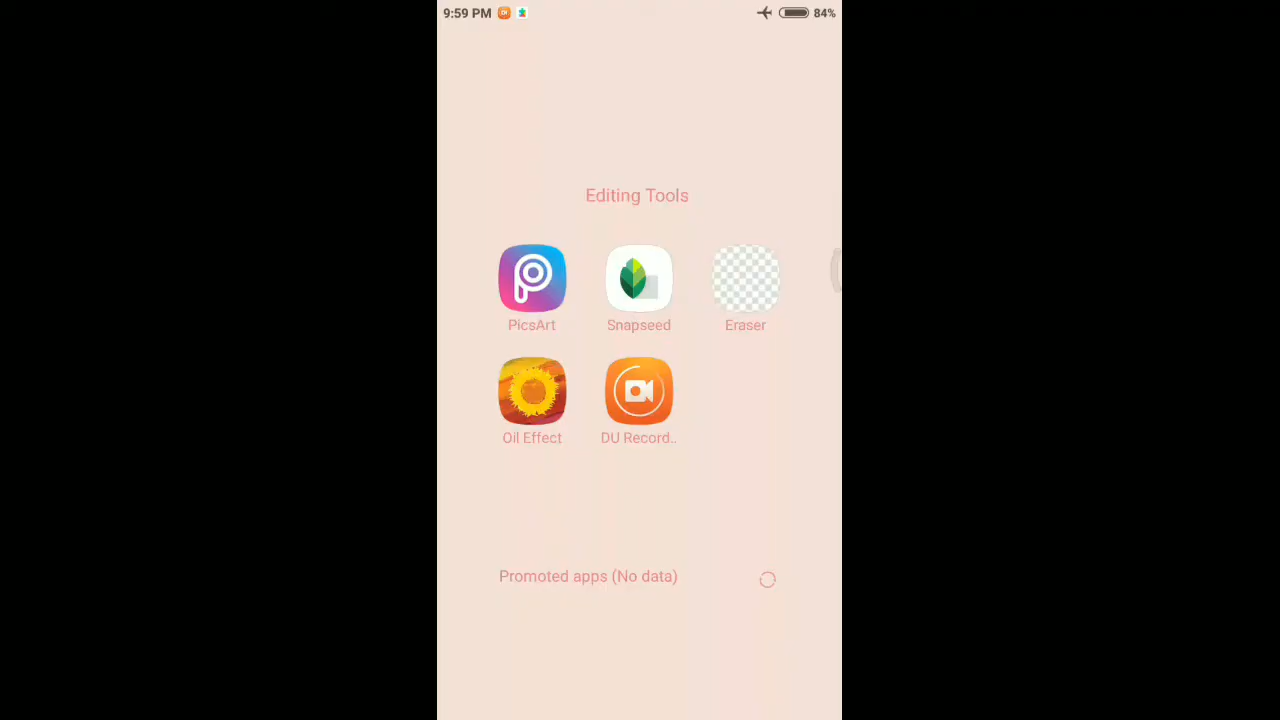 9:59 PM 84%
Editing Tools
PicsArt Snapseed Eraser
Oil Effect DU Record..
Promoted apps (No data)